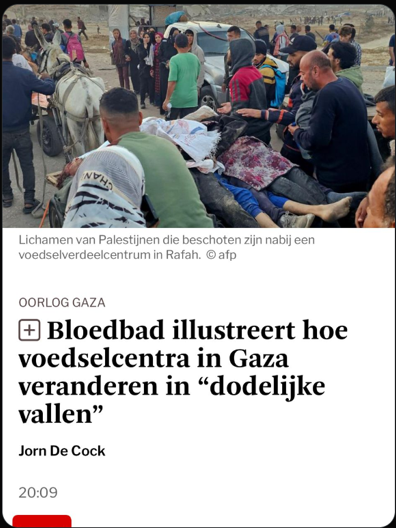 Lichamen van Palestijnen die beschoten zijn nabij een
voedselverdeelcentrum in Rafah. © afp
OORLOG GAZA
Bloedbad illustreert hoe
voedselcentra in Gaza
veranderen in “dodelijke
vallen”
Jorn De Cock
20:09